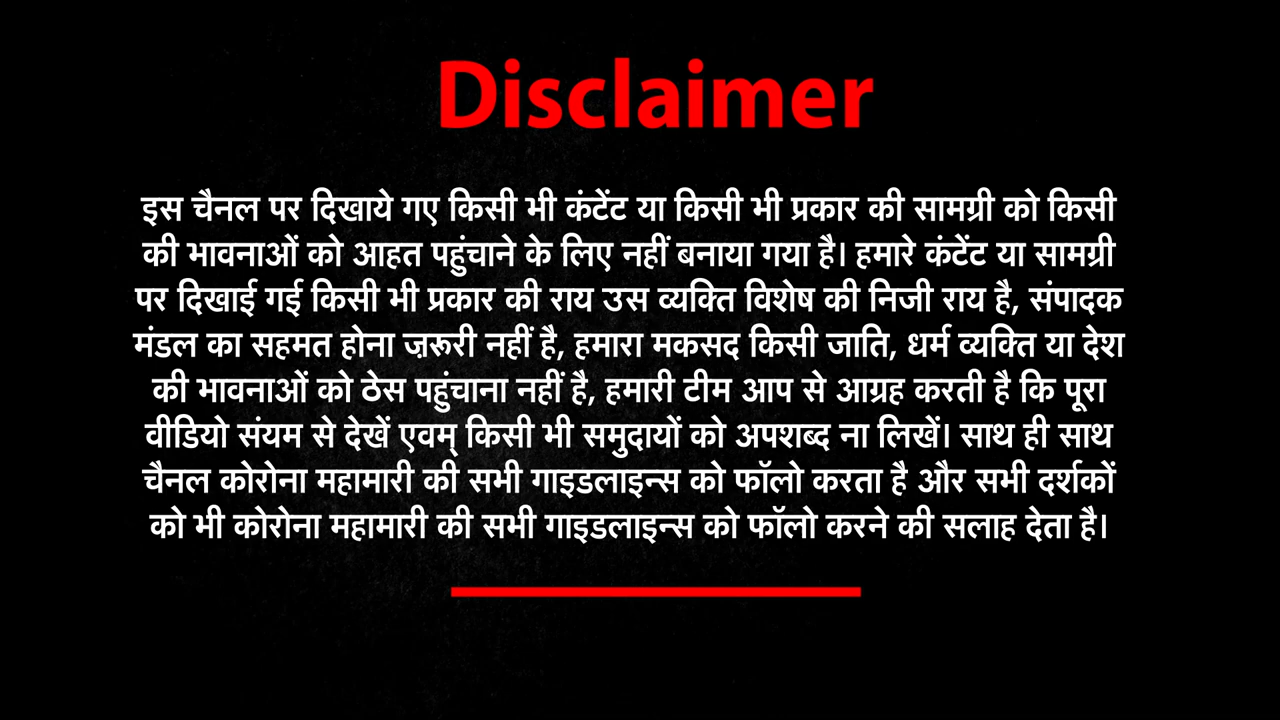 Disclaimer
इस चैनल पर दिखाये गए किसी भी कंटेंट या किसी भी प्रकार की सामग्री को किसी
की भावनाओं को आहत पहुंचाने के लिए नहीं बनाया गया है। हमारे कंटेंट या सामग्री
पर दिखाई गई किसी भी प्रकार की राय उस व्यक्ति विशेष की निजी राय है, संपादक
मंडल का सहमत होना ज़रूरी नहीं है, हमारा मकसद किसी जाति, धर्म व्यक्ति या देश
की भावनाओं को ठेस पहुंचाना नहीं है, हमारी टीम आप से आग्रह करती है कि पूरा
वीडियो संयम से देखें एवम् किसी भी समुदायों को अपशब्द ना लिखें। साथ ही साथ
चैनल कोरोना महामारी की सभी गाइडलाइन्स को फॉलो करता है और सभी दर्शकों
को भी कोरोना महामारी की सभी गाइडलाइन्स को फॉलो करने की सलाह देता है।